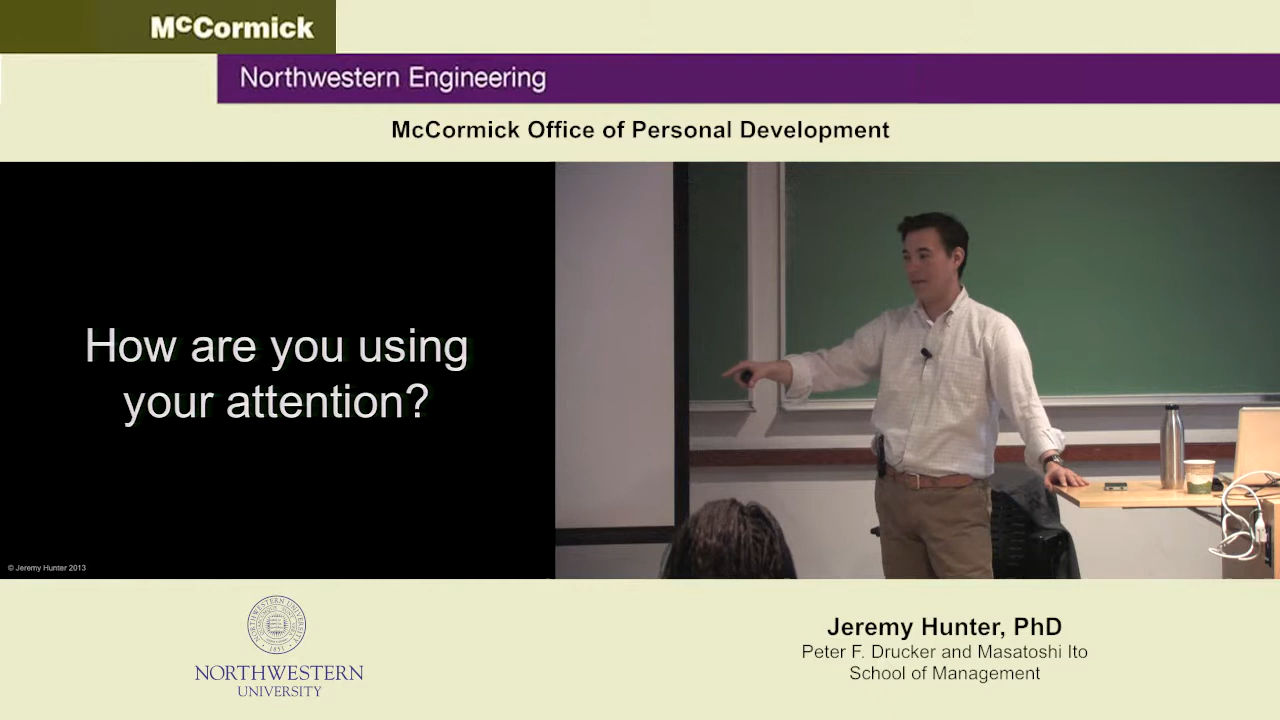 McCormick
Northwestern Engineering
McCormick Office of Personal Development
How are you using
your attention?
© Jeremy Hunter 2013
NORTHWESTERN
UNIVERSITY
Jeremy Hunter, PhD
Peter F. Drucker and Masatoshi Ito
School of Management